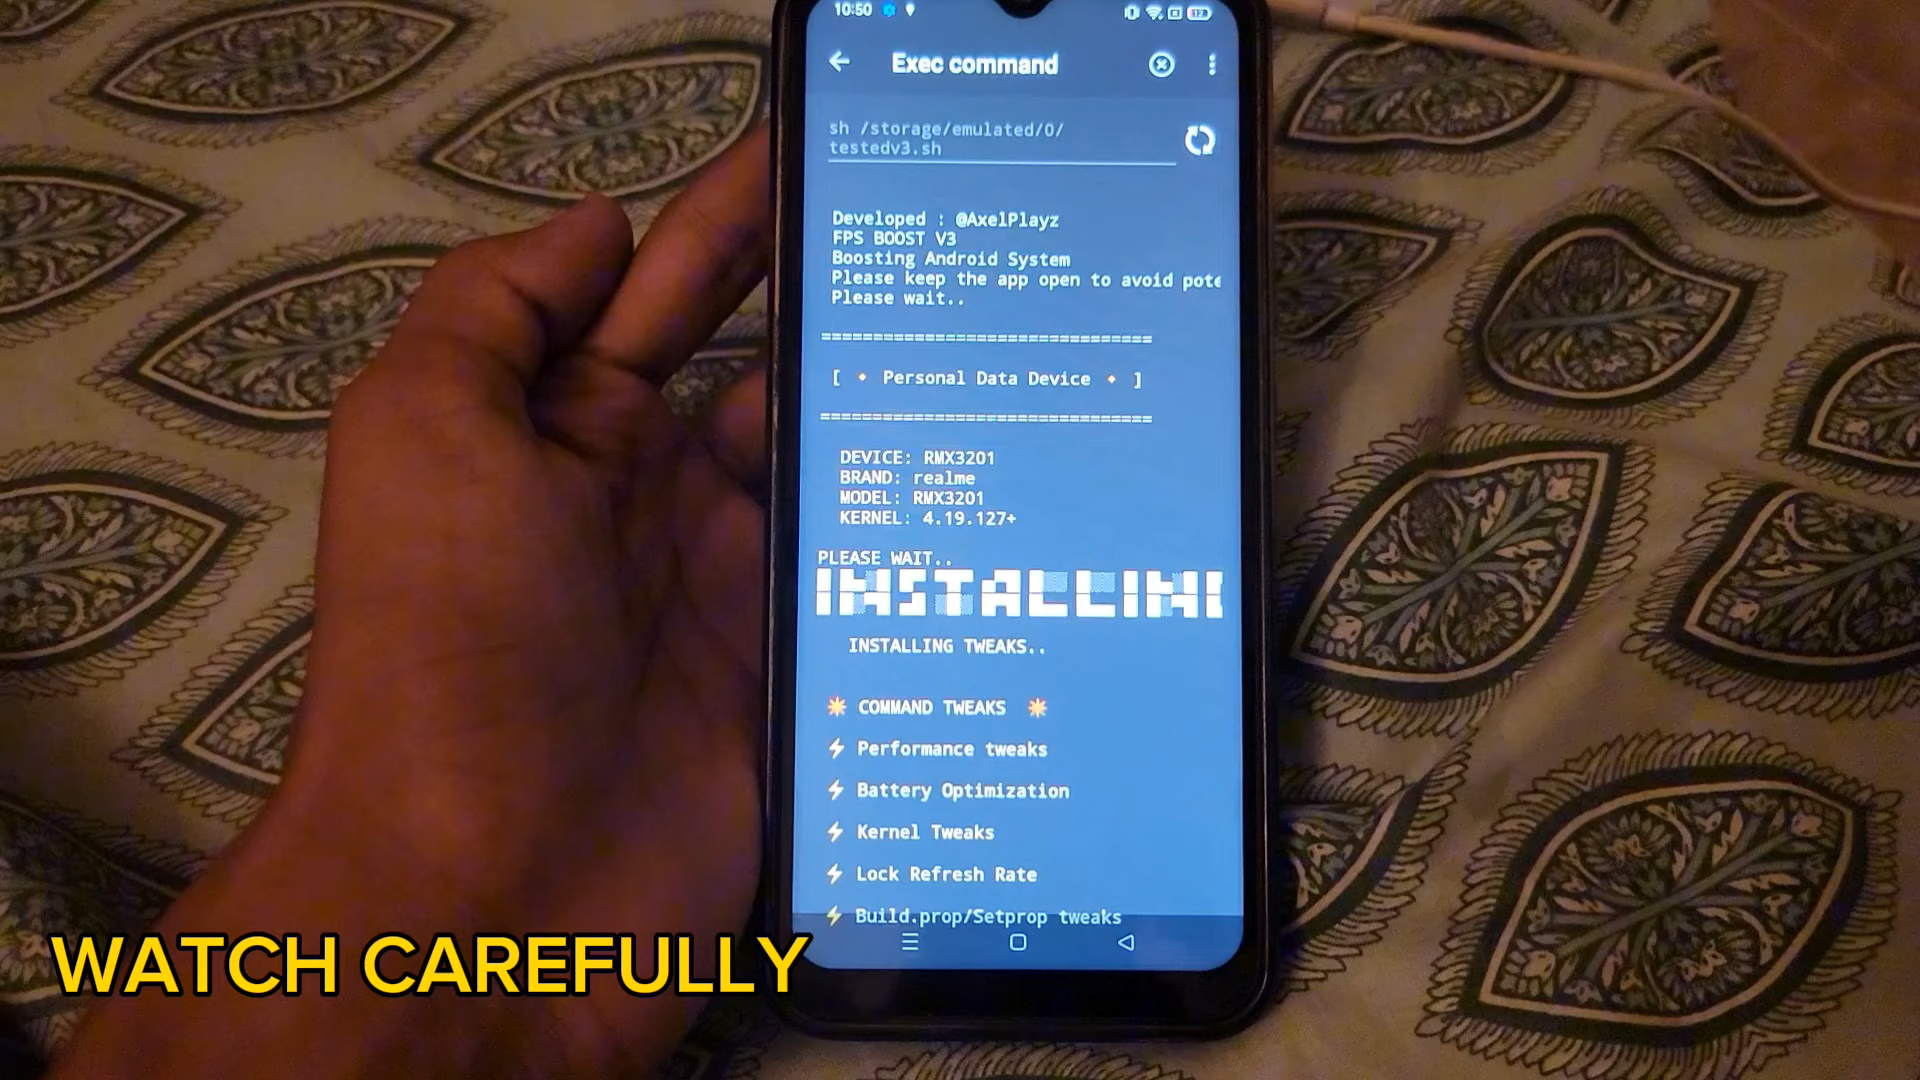 10:50
12
Exec command
sh /storage/emulated/0/
testedv3.sh
Developed : @AxelPlayz
FPS BOOST V3
Boosting Android System
Please keep the app open to avoid pote
Please wait..
================================
[ 🔸 Personal Data Device 🔸 ]
================================
DEVICE: RMX3201
BRAND: realme
MODEL: RMX3201
KERNEL: 4.19.127+
PLEASE WAIT..
INSTALLING
INSTALLING TWEAKS..
💥 COMMAND TWEAKS 💥
⚡ Performance tweaks
⚡ Battery Optimization
⚡ Kernel Tweaks
⚡ Lock Refresh Rate
⚡ Build.prop/Setprop tweaks
WATCH CAREFULLY